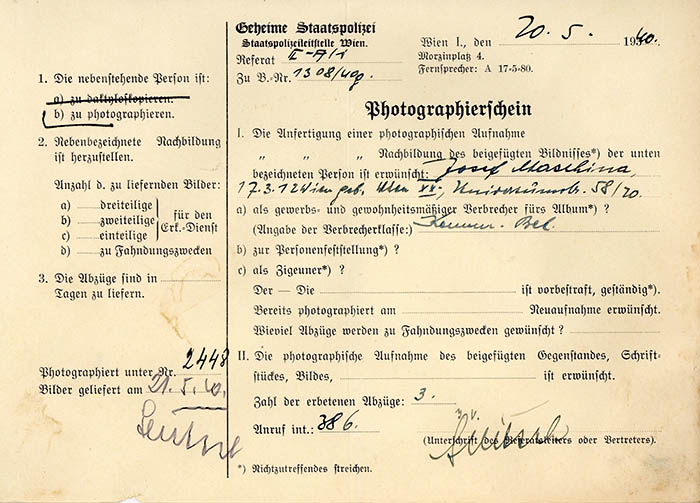 1. Die nebenstehende Person ist:
a) zu daktyloskopieren.
b) zu photographieren.
2. Nebenbezeichnete Nachbildung
ist herzustellen.
Anzahl d. zu liefernden Bilder:
a) dreiteilige
b) zweiteilige
c) einteilige
für den
Erk.-Dienst
d) zu Fahndungszwecken
3. Die Abzüge sind in
Tagen zu liefern.
Photographiert unter Nr. 2448
Bilder geliefert am 21.5.40.
Geheime Staatspolizei
Staatspolizeileitstelle Wien.
Referat
Zu B.-Nr. 1308/40g
Wien I., den 20. 5. 1940.
Morzinplatz 4.
Fernsprecher: A 17-5-80.
Photographierschein
I. Die Anfertigung einer photographischen Aufnahme
„ „ „ Nachbildung des beigefügten Bildnisses*) der unten
bezeichneten Person ist erwünscht: Josef Maschina,
17.3.12 Wien geb. Wien XX., 58/20
a) als gewerbs- und gewohnheitsmäßiger Verbrecher fürs Album*) ?
(Angabe der Verbrecherklasse:) Komm.
b) zur Personenfeststellung*) ?
c) als Zigeuner*) ?
Der — Die ist vorbestraft, geständig*).
Bereits photographiert am Neuaufnahme erwünscht.
Wieviel Abzüge werden zu Fahndungszwecken gewünscht ?
II. Die photographische Aufnahme des beigefügten Gegenstandes, Schrift-
stückes, Bildes, ist erwünscht.
Zahl der erbetenen Abzüge: 3.
Anruf int.: 386.
(Unterschrift des Referatsleiters oder Vertreters).
*) Nichtzutreffendes streichen.